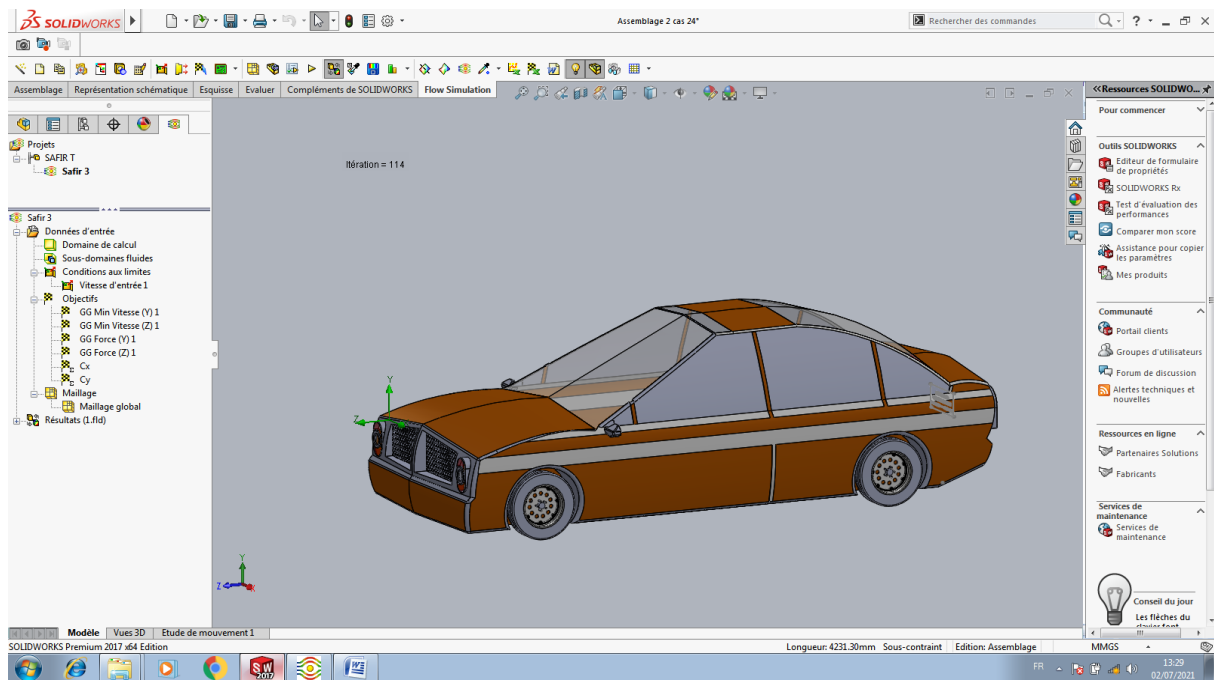 SOLIDWORKS
Assemblage 2 cas 24*
Rechercher des commandes
Assemblage Représentation schématique Esquisse Evaluer Compléments de SOLIDWORKS Flow Simulation
Projets
SAFIR T
Safir 3
Safir 3
Données d'entrée
Domaine de calcul
Sous-domaines fluides
Conditions aux limites
Vitesse d'entrée 1
Objectifs
GG Min Vitesse (Y) 1
GG Min Vitesse (Z) 1
GG Force (Y) 1
GG Force (Z) 1
Cx
Cy
Maillage
Maillage global
Résultats (1.fld)
Itération = 114
Y
Z
Y
Z
X
Ressources SOLIDWO...
Pour commencer
Outils SOLIDWORKS
Editeur de formulaire
de propriétés
SOLIDWORKS Rx
Test d'évaluation des
performances
Comparer mon score
Assistance pour copier
les paramètres
Mes produits
Communauté
Portail clients
Groupes d'utilisateurs
Forum de discussion
Alertes techniques et
nouvelles
Ressources en ligne
Partenaires Solutions
Fabricants
Services de
maintenance
Services de
maintenance
Conseil du jour
Les flèches du
Modèle Vues 3D Etude de mouvement 1
SOLIDWORKS Premium 2017 x64 Edition
Longueur: 4231.30mm Sous-contraint Edition: Assemblage
MMGS
SW
2017
FR
13:29
02/07/2021